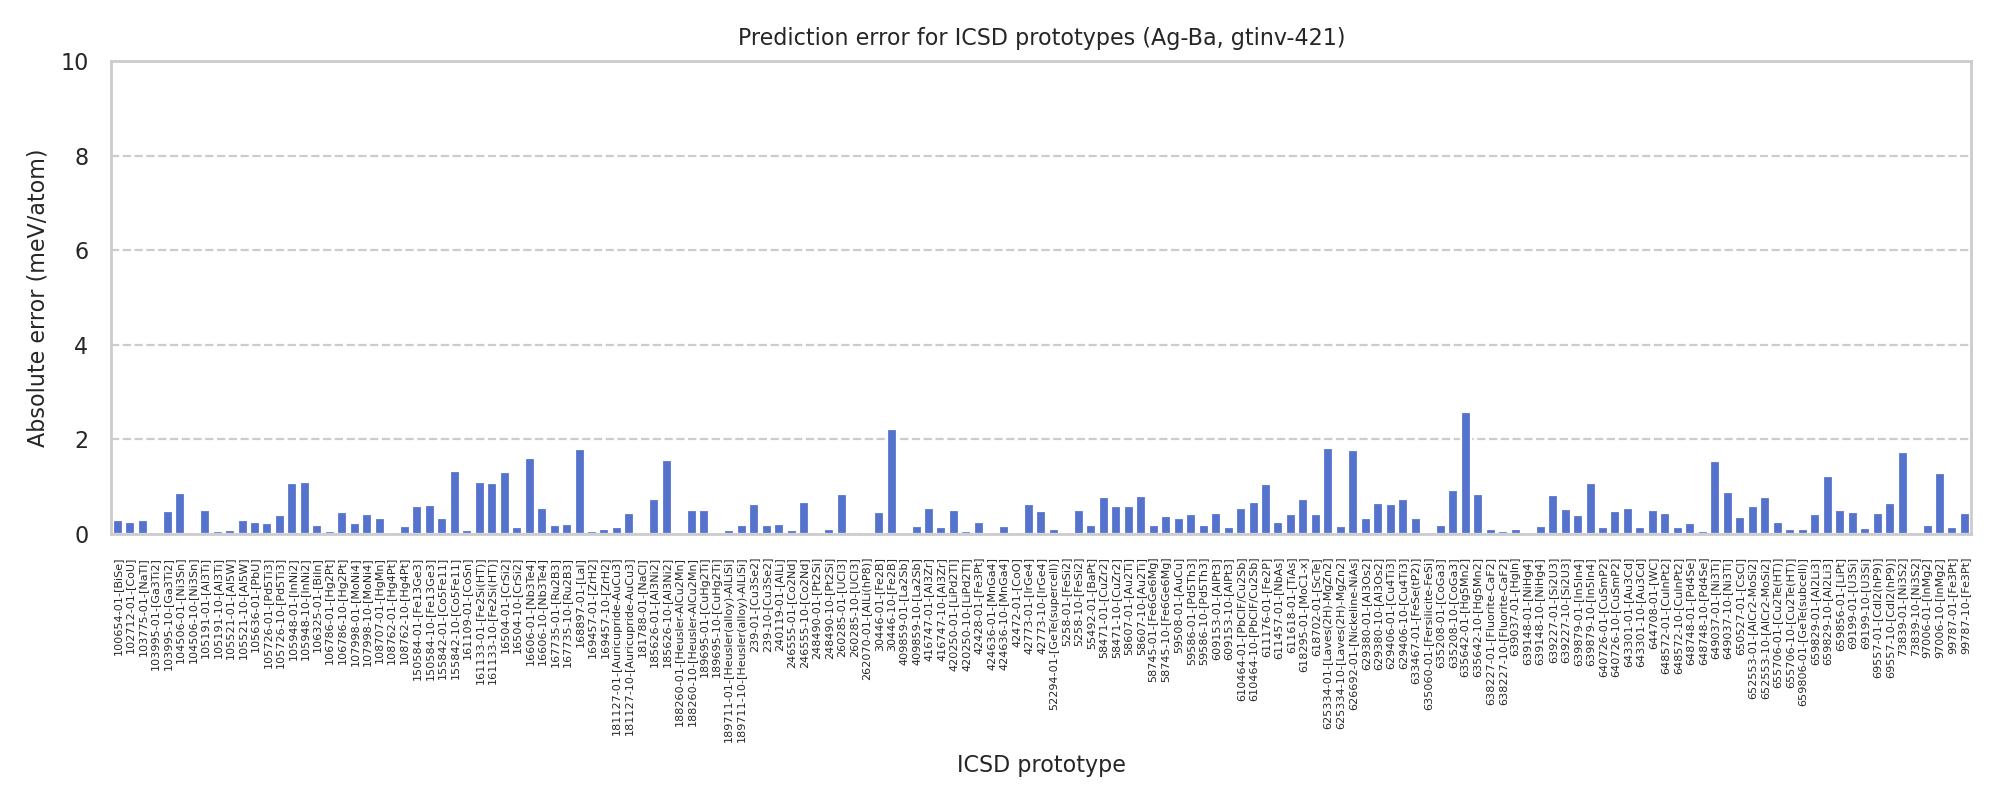 Prediction error for ICSD prototypes (Ag-Ba, gtinv-421)
Absolute error (meV/atom)
10
8
6
4
2
0
100654-01-[BiSe]
102712-01-[CoU]
103775-01-[NaTl]
103995-01-[Ga3Ti2]
103995-10-[Ga3Ti2]
104506-01-[Ni3Sn]
104506-10-[Ni3Sn]
105191-01-[Al3Ti]
105191-10-[Al3Ti]
105521-01-[Al5W]
105521-10-[Al5W]
105636-01-[PbU]
105726-01-[Pd5Ti3]
105726-10-[Pd5Ti3]
105948-01-[InNi2]
105948-10-[InNi2]
106325-01-[BiIn]
106786-01-[Hg2Pt]
106786-10-[Hg2Pt]
107998-01-[MoNi4]
107998-10-[MoNi4]
108707-01-[HgMn]
108762-01-[Hg4Pt]
108762-10-[Hg4Pt]
150584-01-[Fe13Ge3]
150584-10-[Fe13Ge3]
155842-01-[Co5Fe11]
155842-10-[Co5Fe11]
161109-01-[CoSn]
161133-01-[Fe2Si(HT)]
161133-10-[Fe2Si(HT)]
16504-01-[CrSi2]
16504-10-[CrSi2]
16606-01-[Nb3Te4]
16606-10-[Nb3Te4]
167735-01-[Ru2B3]
167735-10-[Ru2B3]
168897-01-[LaI]
169457-01-[ZrH2]
169457-10-[ZrH2]
181127-01-[Auricupride-AuCu3]
181127-10-[Auricupride-AuCu3]
181788-01-[NaCl]
185626-01-[Al3Ni2]
185626-10-[Al3Ni2]
188260-01-[Heusler-AlCu2Mn]
188260-10-[Heusler-AlCu2Mn]
189695-01-[CuHg2Ti]
189695-10-[CuHg2Ti]
189711-01-[Heusler(alloy)-AlLiSi]
189711-10-[Heusler(alloy)-AlLiSi]
239-01-[Cu3Se2]
239-10-[Cu3Se2]
240119-01-[AlLi]
246555-01-[Co2Nd]
246555-10-[Co2Nd]
248490-01-[Pt2Si]
248490-10-[Pt2Si]
260285-01-[UCl3]
260285-10-[UCl3]
262070-01-[AlLi(hP8)]
30446-01-[Fe2B]
30446-10-[Fe2B]
409859-01-[La2Sb]
409859-10-[La2Sb]
416747-01-[Al3Zr]
416747-10-[Al3Zr]
420250-01-[LiPd2Tl]
420250-10-[LiPd2Tl]
42428-01-[Fe3Pt]
424636-01-[MnGa4]
424636-10-[MnGa4]
42472-01-[CoO]
42773-01-[IrGe4]
42773-10-[IrGe4]
52294-01-[GeTe(supercell)]
5258-01-[FeSi2]
5258-10-[FeSi2]
55492-01-[BaPt]
58471-01-[CuZr2]
58471-10-[CuZr2]
58607-01-[Au2Ti]
58607-10-[Au2Ti]
58745-01-[Fe6Ge6Mg]
58745-10-[Fe6Ge6Mg]
59508-01-[AuCu]
59586-01-[Pd5Th3]
59586-10-[Pd5Th3]
609153-01-[AlPt3]
609153-10-[AlPt3]
610464-01-[PbClF/Cu2Sb]
610464-10-[PbClF/Cu2Sb]
611176-01-[Fe2P]
611457-01-[NbAs]
611618-01-[TiAs]
618295-01-[MoC1-x]
618702-01-[ScTe]
625334-01-[Laves(2H)-MgZn2]
625334-10-[Laves(2H)-MgZn2]
626692-01-[Nickeline-NiAs]
629380-01-[Al3Os2]
629380-10-[Al3Os2]
629406-01-[Cu4Ti3]
629406-10-[Cu4Ti3]
633467-01-[FeSe(tP2)]
635060-01-[Fersilicite-FeSi]
635208-01-[CoGa3]
635208-10-[CoGa3]
635642-01-[Hg5Mn2]
635642-10-[Hg5Mn2]
638227-01-[Fluorite-CaF2]
638227-10-[Fluorite-CaF2]
639037-01-[HgIn]
639148-01-[NiHg4]
639148-10-[NiHg4]
639227-01-[Si2U3]
639227-10-[Si2U3]
639879-01-[In5In4]
639879-10-[In5In4]
640726-01-[CuSmP2]
640726-10-[CuSmP2]
643301-01-[Au3Cd]
643301-10-[Au3Cd]
644708-01-[WC]
648572-01-[CuInPt2]
648572-10-[CuInPt2]
648748-01-[Pd4Se]
648748-10-[Pd4Se]
649037-01-[Ni3Ti]
649037-10-[Ni3Ti]
650527-01-[CsCl]
652553-01-[AlCr2-MoSi2]
652553-10-[AlCr2-MoSi2]
655706-01-[Cu2Te(HT)]
655706-10-[Cu2Te(HT)]
659806-01-[GeTe(subcell)]
659829-01-[Al2Li3]
659829-10-[Al2Li3]
659856-01-[LiPt]
69199-01-[U3Si]
69199-10-[U3Si]
69557-01-[CdI2(hP9)]
69557-10-[CdI2(hP9)]
73839-01-[Ni3S2]
73839-10-[Ni3S2]
97006-01-[InMg2]
97006-10-[InMg2]
99787-01-[Fe3Pt]
99787-10-[Fe3Pt]
ICSD prototype